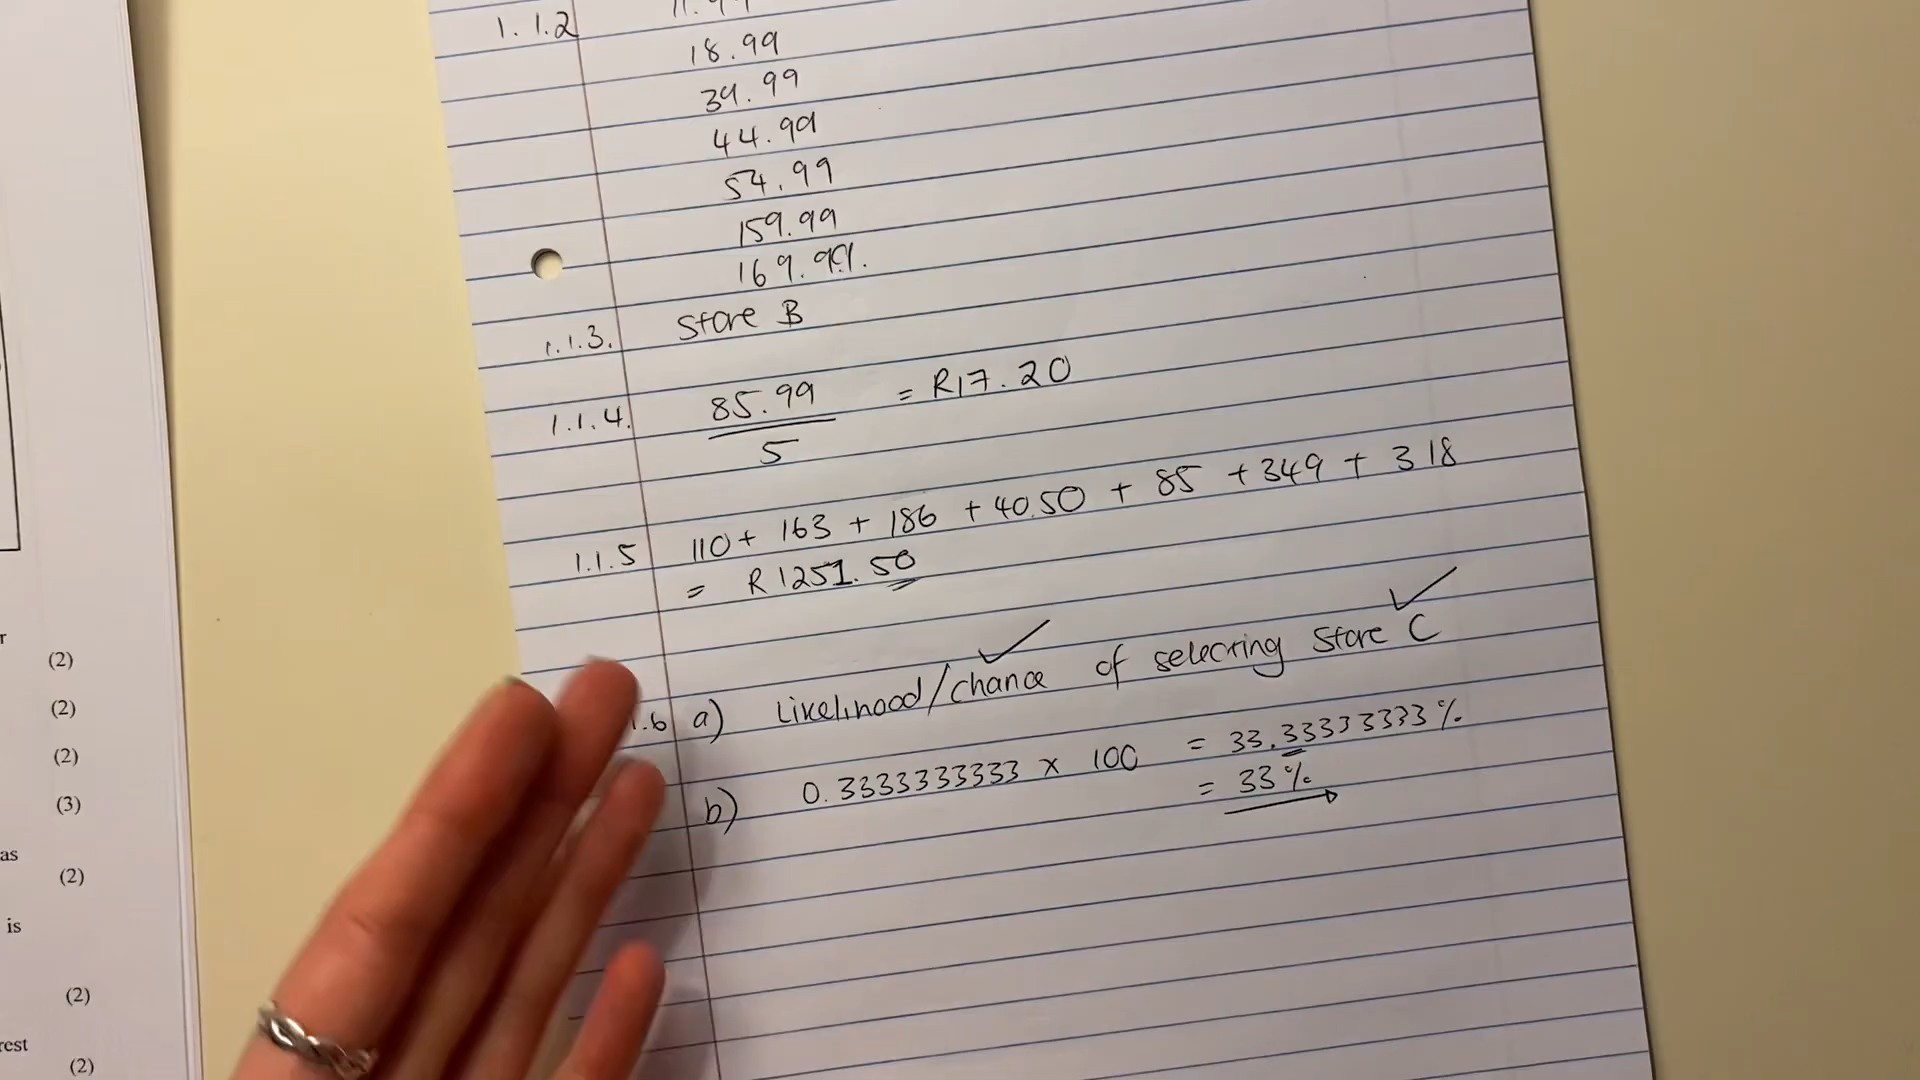 1.1.2
18.99
39.99
44.99
54.99
159.99
169.99.
1.1.3. Store B
1.1.4. 85.99 = R17.20
5
1.1.5 110 + 163 + 186 + 40.50 + 85 + 349 + 318
= R1251.50
1.6 a) Likelihood/chance of selecting Store C
b) 0.3333333333 x 100 = 33.33333333%
= 33%
(2)
(2)
(2)
(3)
as
(2)
is
(2)
rest
(2)